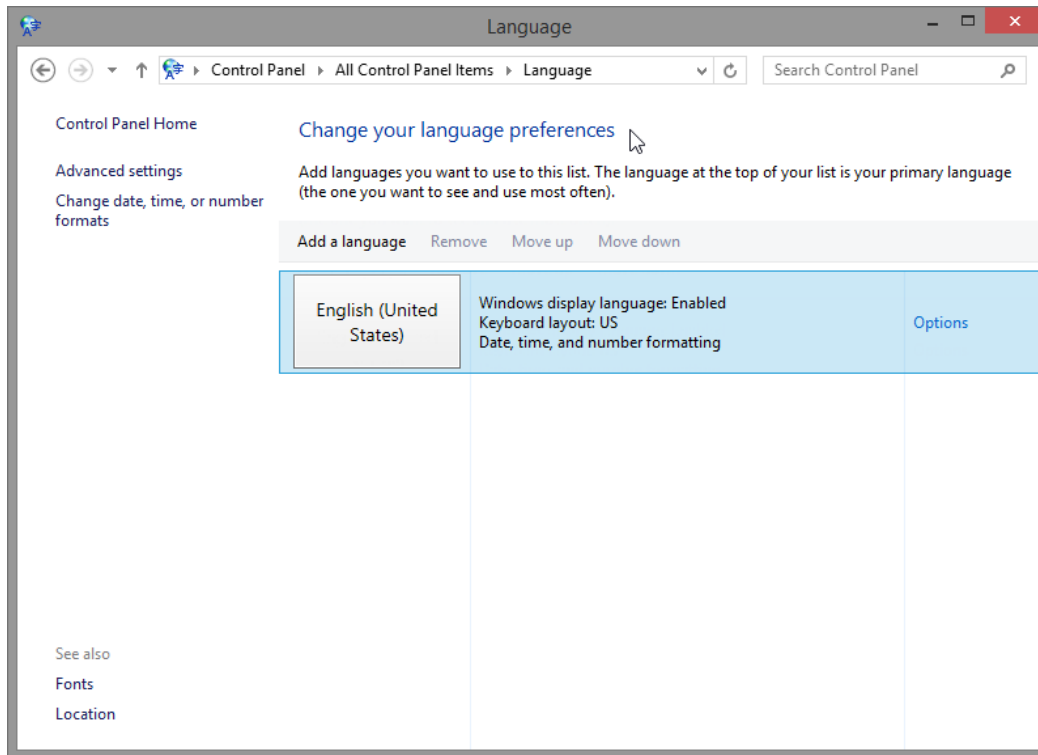 Language
Control Panel All Control Panel Items Language
Search Control Panel
Control Panel Home
Advanced settings
Change date, time, or number
formats
Change your language preferences
Add languages you want to use to this list. The language at the top of your list is your primary language
(the one you want to see and use most often).
Add a language Remove Move up Move down
English (United
States)
Windows display language: Enabled
Keyboard layout: US
Date, time, and number formatting
Options
See also
Fonts
Location